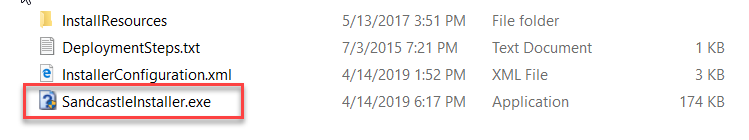 InstallResources 5/13/2017 3:51 PM File folder
DeploymentSteps.txt 7/3/2015 7:21 PM Text Document 1 KB
InstallerConfiguration.xml 4/14/2019 1:52 PM XML File 3 KB
SandcastleInstaller.exe 4/14/2019 6:17 PM Application 174 KB